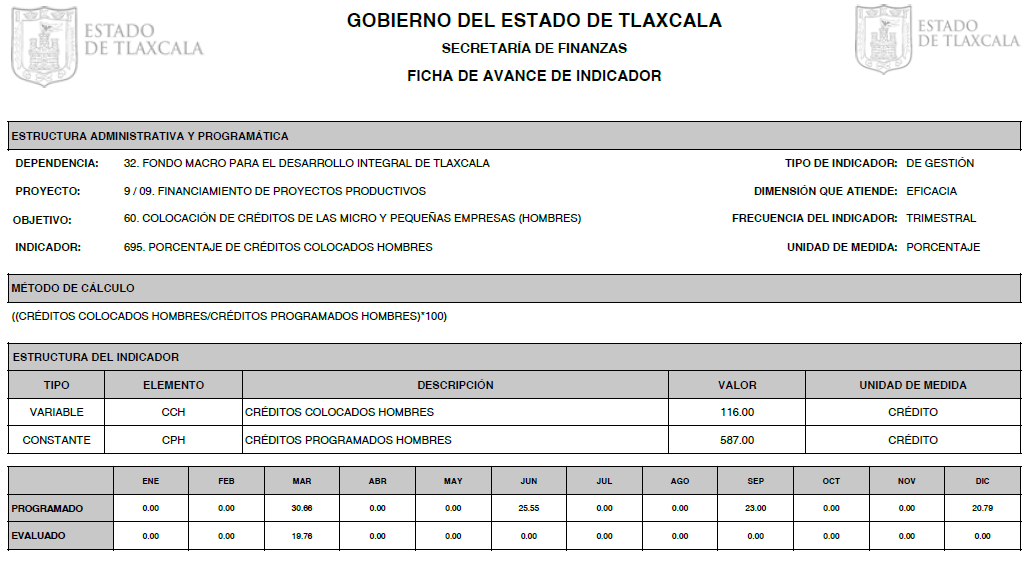 ESTADO
DE TLAXCALA
GOBIERNO DEL ESTADO DE TLAXCALA
SECRETARÍA DE FINANZAS
FICHA DE AVANCE DE INDICADOR
ESTADO
DE TLAXCALA
ESTRUCTURA ADMINISTRATIVA Y PROGRAMÁTICA
DEPENDENCIA: 32. FONDO MACRO PARA EL DESARROLLO INTEGRAL DE TLAXCALA TIPO DE INDICADOR: DE GESTIÓN
PROYECTO: 9 / 09. FINANCIAMIENTO DE PROYECTOS PRODUCTIVOS DIMENSIÓN QUE ATIENDE: EFICACIA
OBJETIVO: 60. COLOCACIÓN DE CRÉDITOS DE LAS MICRO Y PEQUEÑAS EMPRESAS (HOMBRES) FRECUENCIA DEL INDICADOR: TRIMESTRAL
INDICADOR: 695. PORCENTAJE DE CRÉDITOS COLOCADOS HOMBRES UNIDAD DE MEDIDA: PORCENTAJE
MÉTODO DE CÁLCULO
((CRÉDITOS COLOCADOS HOMBRES/CRÉDITOS PROGRAMADOS HOMBRES)*100)
ESTRUCTURA DEL INDICADOR
TIPO ELEMENTO DESCRIPCIÓN VALOR UNIDAD DE MEDIDA
VARIABLE CCH CRÉDITOS COLOCADOS HOMBRES 116.00 CRÉDITO
CONSTANTE CPH CRÉDITOS PROGRAMADOS HOMBRES 587.00 CRÉDITO
ENE FEB MAR ABR MAY JUN JUL AGO SEP OCT NOV DIC
PROGRAMADO 0.00 0.00 30.66 0.00 0.00 25.55 0.00 0.00 23.00 0.00 0.00 20.79
EVALUADO 0.00 0.00 19.76 0.00 0.00 0.00 0.00 0.00 0.00 0.00 0.00 0.00